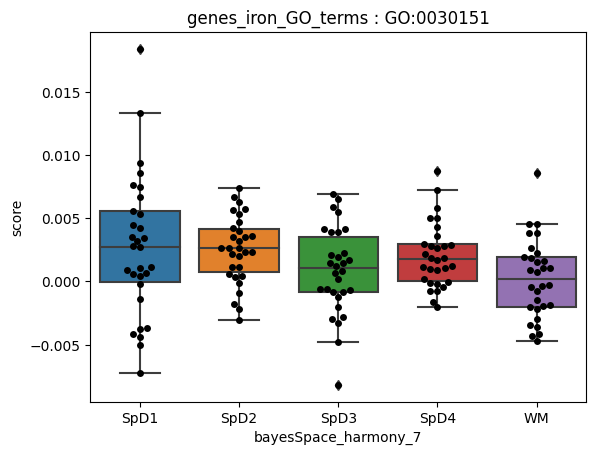 genes_iron_GO_terms : GO:0030151
0.015
0.010
0.005
0.000
−0.005
score
SpD1 SpD2 SpD3 SpD4 WM
bayesSpace_harmony_7